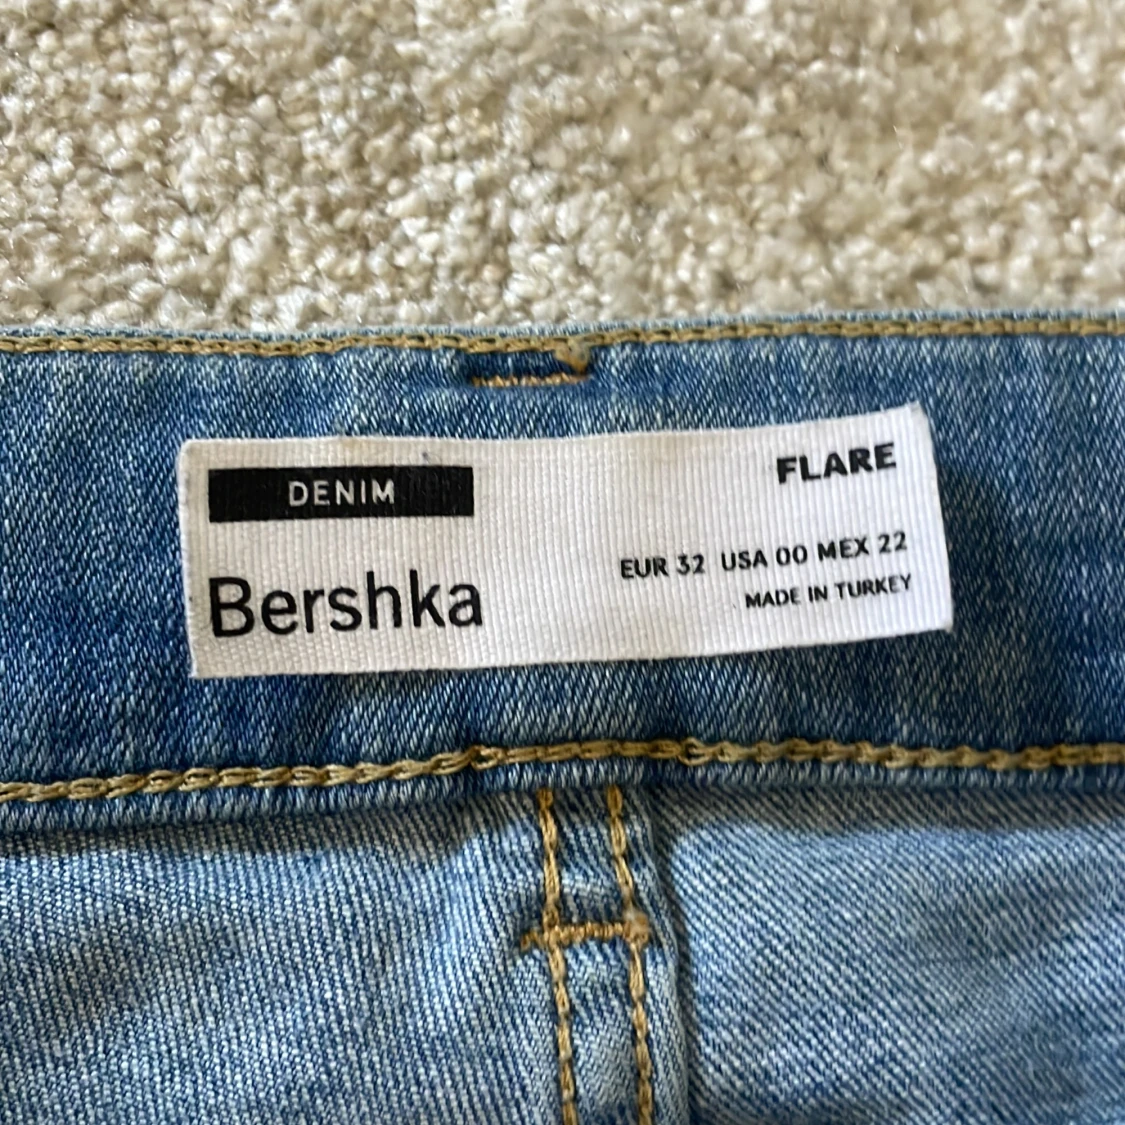 DENIM
FLARE
Bershka
EUR 32 USA 00 MEX 22
MADE IN TURKEY